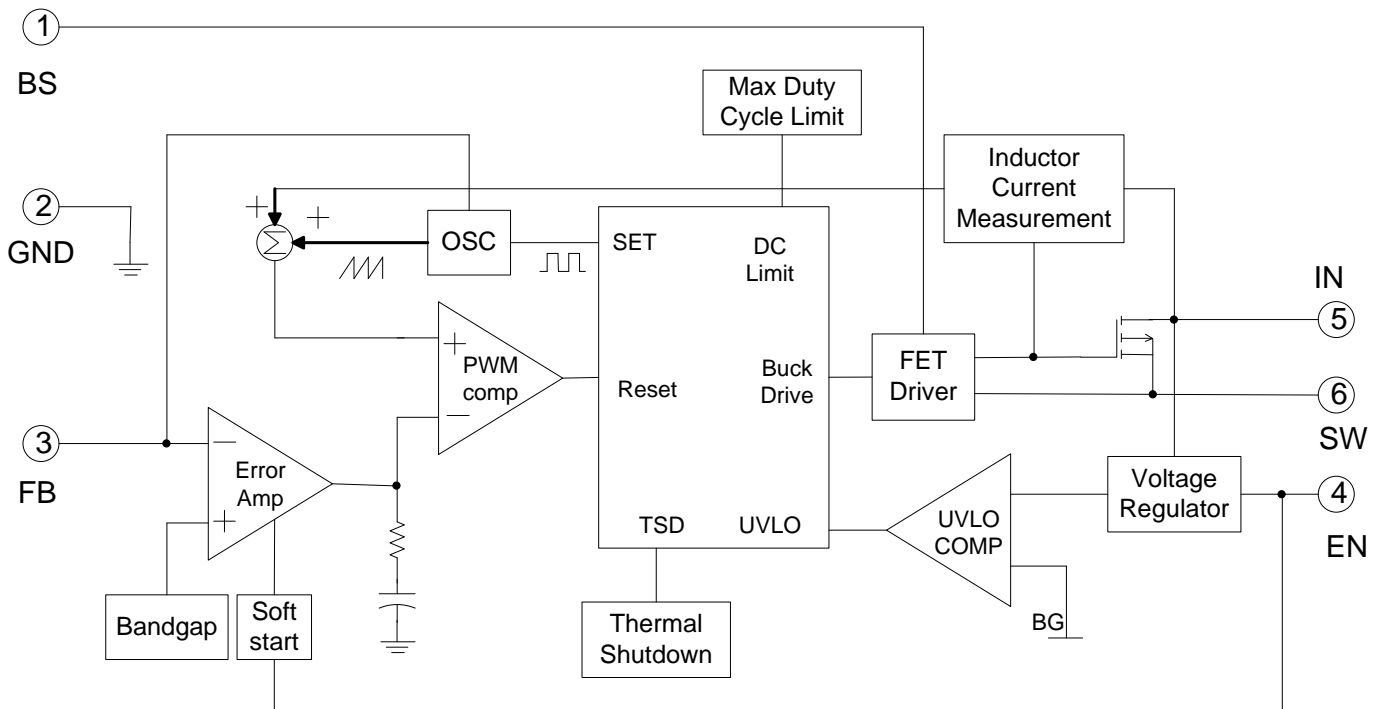 1
BS
Max Duty
Cycle Limit
Inductor
Current
Measurement
2
GND
+
+
Σ
OSC
SET
DC
Limit
IN
5
+
PWM
comp
−
Reset
Buck
Drive
FET
Driver
6
SW
3
FB
−
Error
Amp
+
TSD
UVLO
UVLO
COMP
Voltage
Regulator
4
EN
Bandgap
Soft
start
Thermal
Shutdown
BG